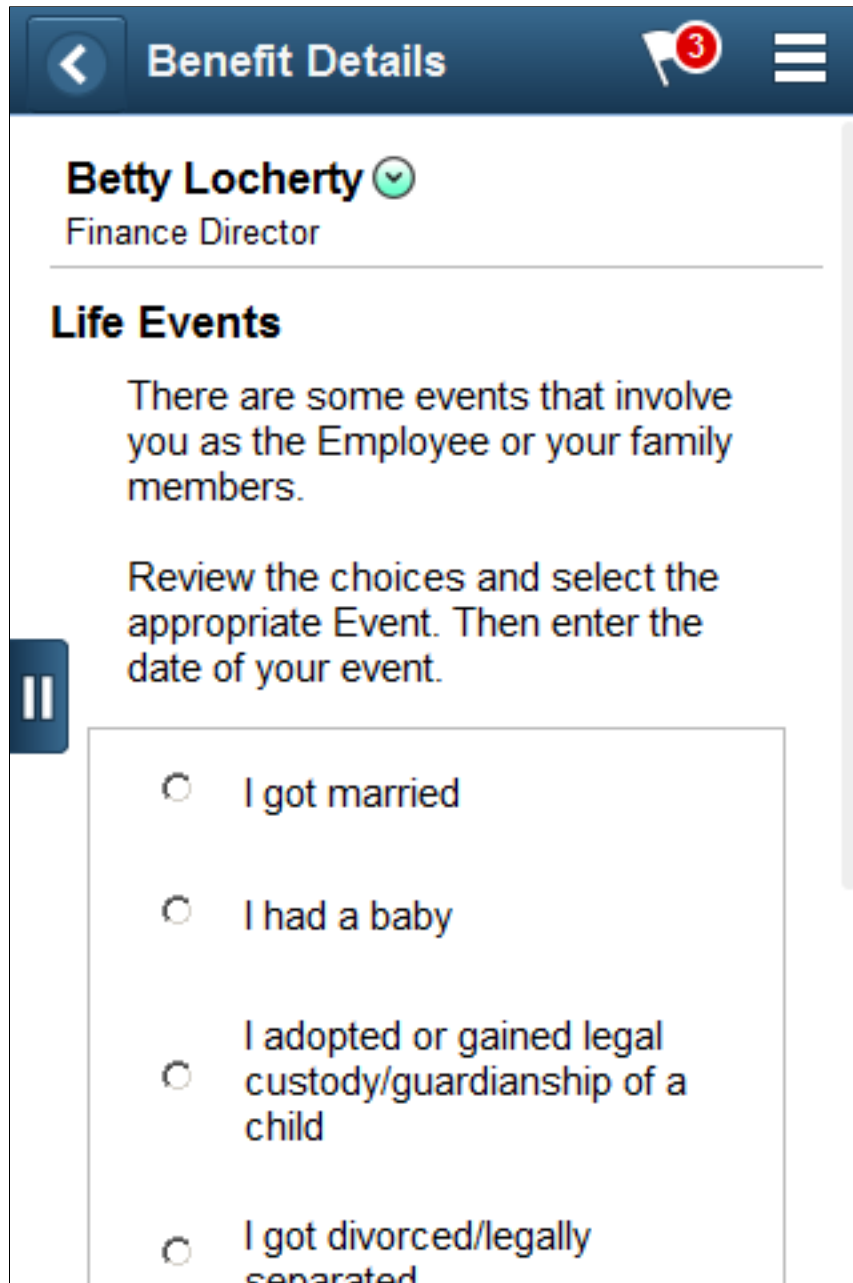 Benefit Details
3
Betty Locherty
Finance Director
Life Events
There are some events that involve
you as the Employee or your family
members.
Review the choices and select the
appropriate Event. Then enter the
date of your event.
I got married
I had a baby
I adopted or gained legal
custody/guardianship of a
child
I got divorced/legally
separated